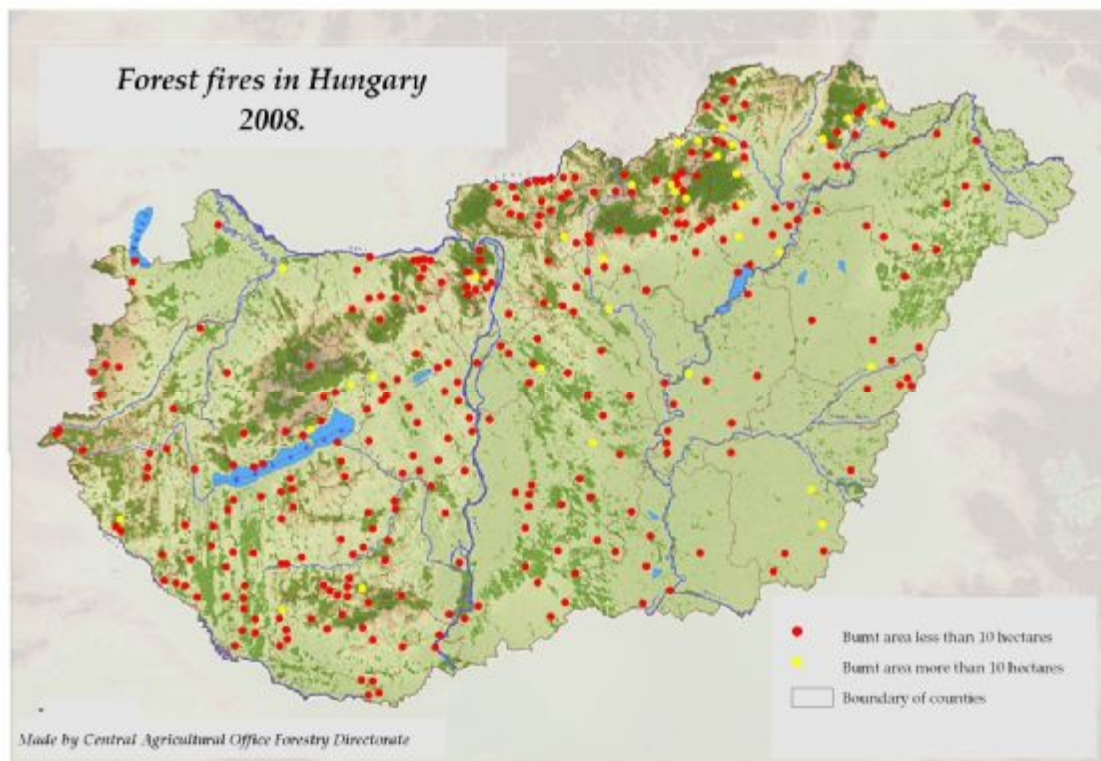 Forest fires in Hungary
2008.
Burnt area less than 10 hectares
Burnt area more than 10 hectares
Boundary of counties
Made by Central Agricultural Office Forestry Directorate